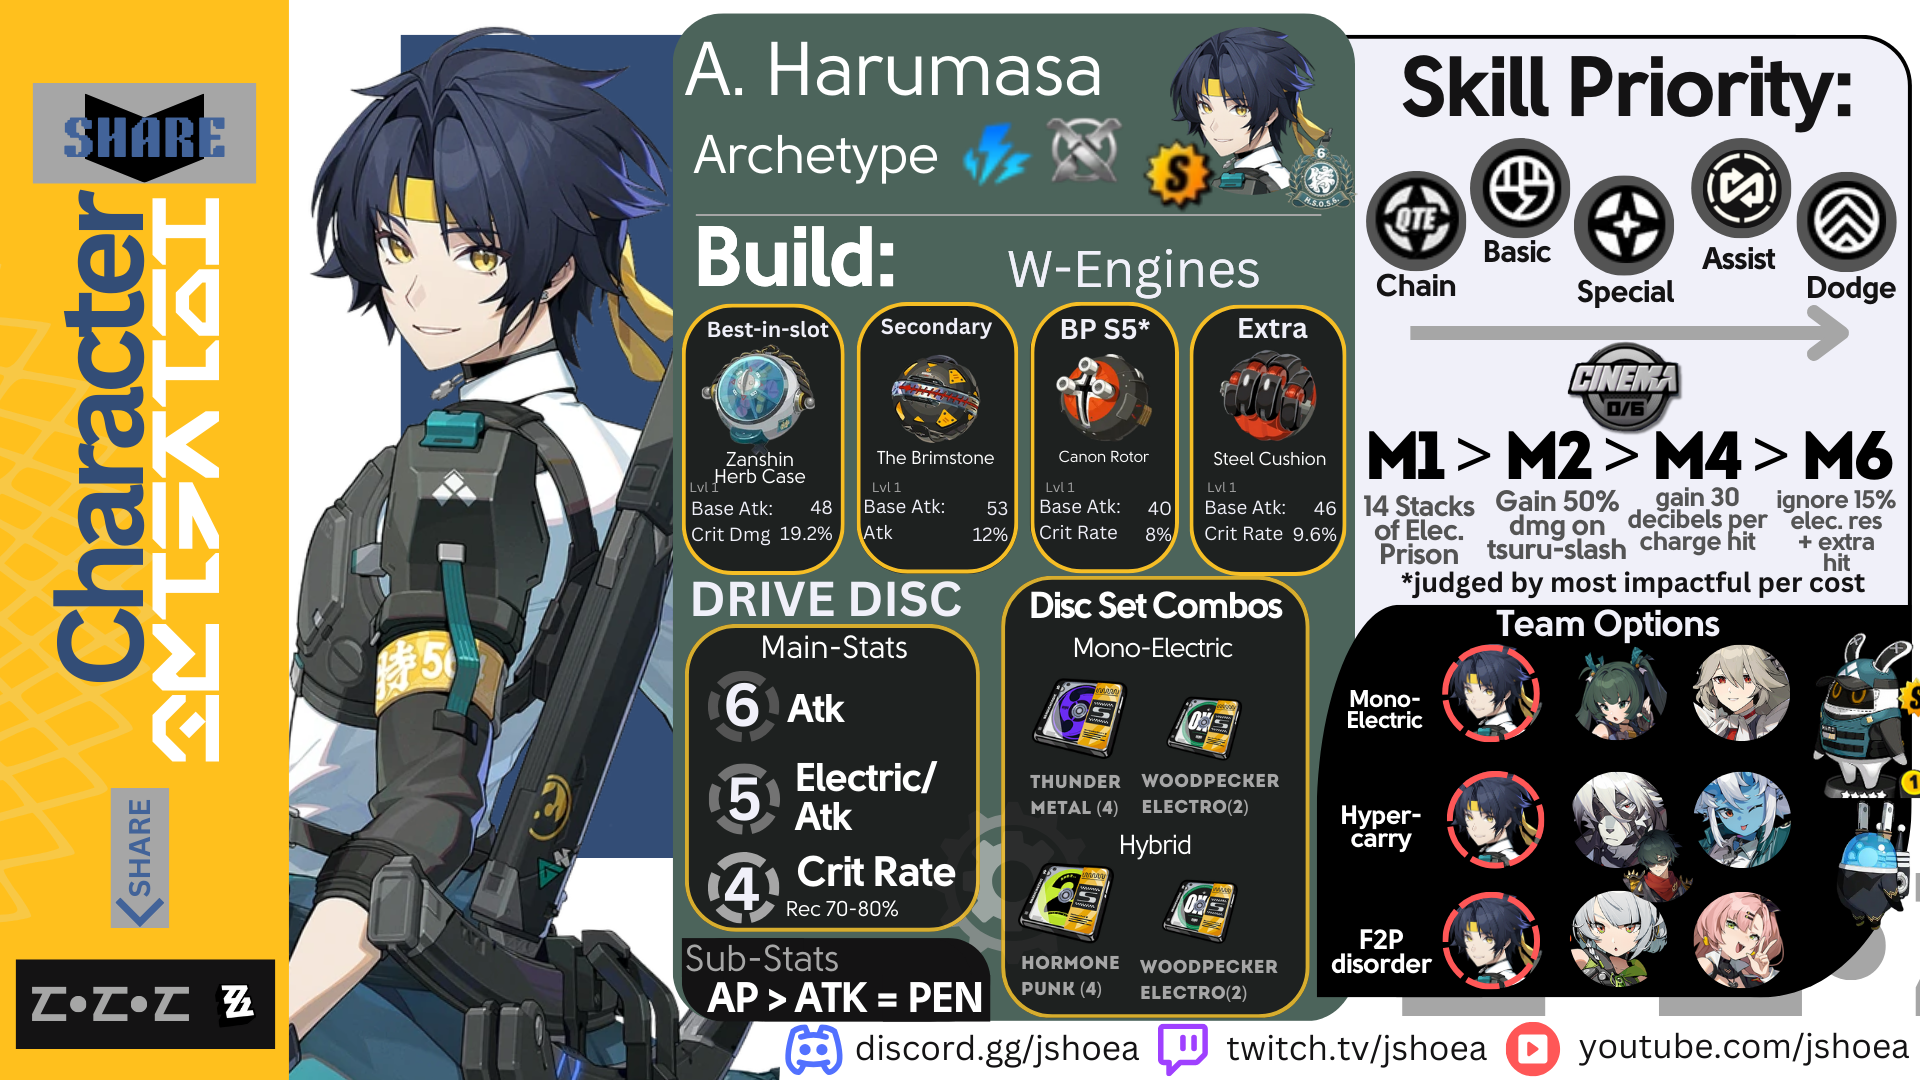 SHARE
Character
SHARE
Z•Z•Z
特56
A. Harumasa
Archetype
S
6
H.S.O.S.6.
Build:
W-Engines
Best-in-slot
Zanshin
Herb Case
Lvl 1
Base Atk: 48
Crit Dmg 19.2%
Secondary
The Brimstone
Lvl 1
Base Atk: 53
Atk 12%
BP S5*
Canon Rotor
Lvl 1
Base Atk: 40
Crit Rate 8%
Extra
Steel Cushion
Lvl 1
Base Atk: 46
Crit Rate 9.6%
DRIVE DISC
Main-Stats
6 Atk
5 Electric/
Atk
4 Crit Rate
Rec 70-80%
Sub-Stats
AP > ATK = PEN
Disc Set Combos
Mono-Electric
THUNDER
METAL (4)
WOODPECKER
ELECTRO(2)
Hybrid
HORMONE
PUNK (4)
WOODPECKER
ELECTRO(2)
Skill Priority:
QTE
Chain
Basic
Special
Assist
Dodge
CINEMA
0/6
M1 > M2 > M4 > M6
14 Stacks
of Elec.
Prison
Gain 50%
dmg on
tsuru-slash
gain 30
decibels per
charge hit
ignore 15%
elec. res
+ extra
hit
*judged by most impactful per cost
Team Options
Mono-
Electric
Hyper-
carry
F2P
disorder
discord.gg/jshoea
twitch.tv/jshoea
youtube.com/jshoea